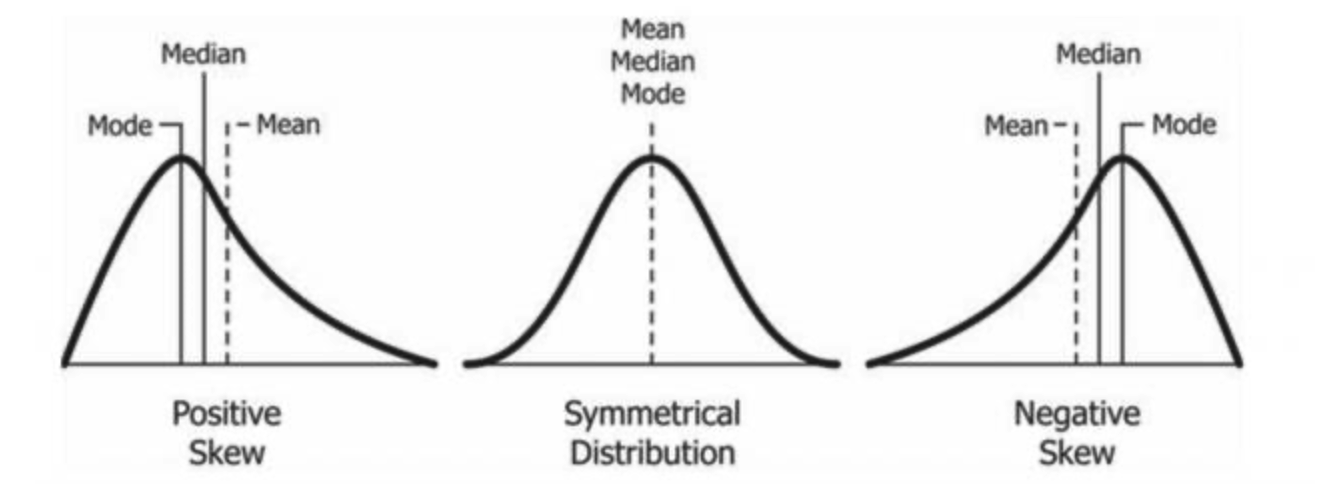 Median
Mode
Mean
Positive
Skew
Mean
Median
Mode
Symmetrical
Distribution
Median
Mean
Mode
Negative
Skew